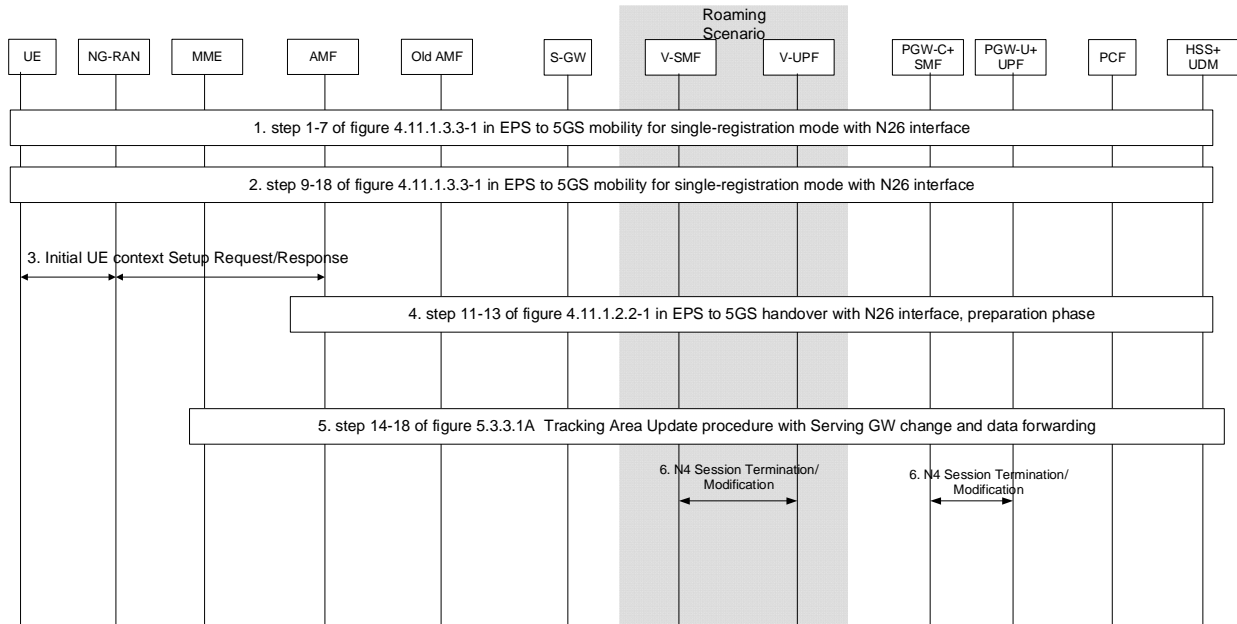 Roaming
Scenario
UE
NG-RAN
MME
AMF
Old AMF
S-GW
V-SMF
V-UPF
PGW-C+
SMF
PGW-U+
UPF
PCF
HSS+
UDM
1. step 1-7 of figure 4.11.1.3.3-1 in EPS to 5GS mobility for single-registration mode with N26 interface
2. step 9-18 of figure 4.11.1.3.3-1 in EPS to 5GS mobility for single-registration mode with N26 interface
3. Initial UE context Setup Request/Response
4. step 11-13 of figure 4.11.1.2.2-1 in EPS to 5GS handover with N26 interface, preparation phase
5. step 14-18 of figure 5.3.3.1A Tracking Area Update procedure with Serving GW change and data forwarding
6. N4 Session Termination/
Modification
6. N4 Session Termination/
Modification